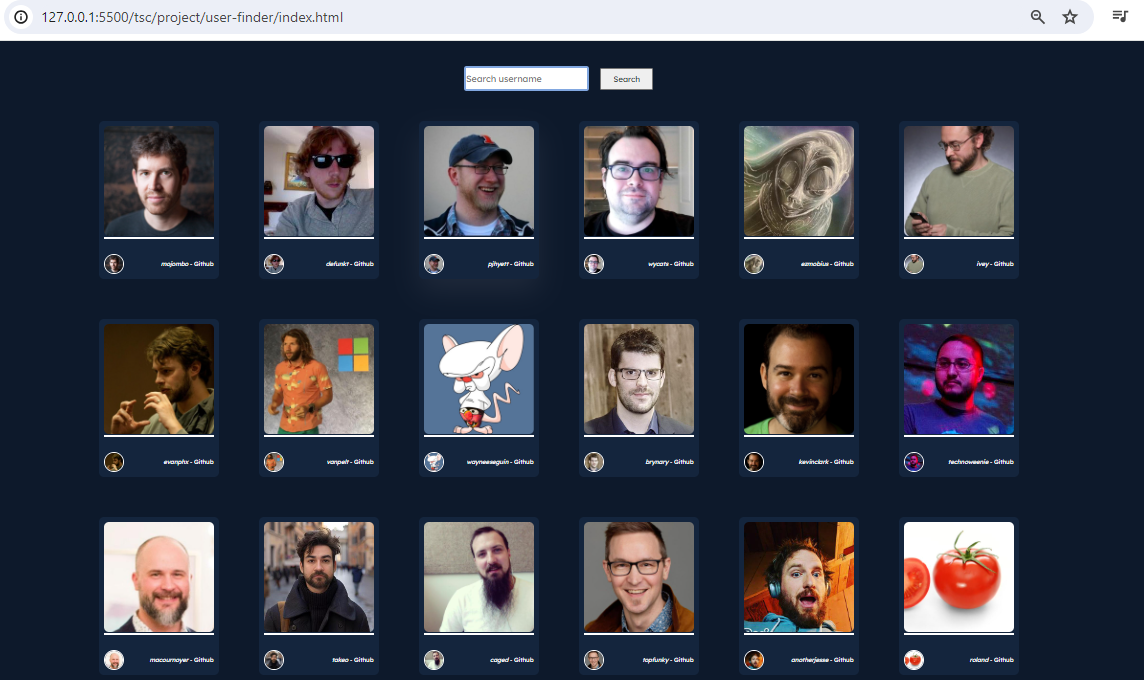 127.0.0.1:5500/tsc/project/user-finder/index.html
Search username Search
mojombo - Github defunkt - Github pjhyett - Github wycats - Github ezmobius - Github ivey - Github
evanphx - Github vanpelt - Github wayneeseguin - Github brynary - Github kevinclark - Github technoweenie - Github
macournoyer - Github takeo - Github caged - Github topfunky - Github anotherjesse - Github roland - Github